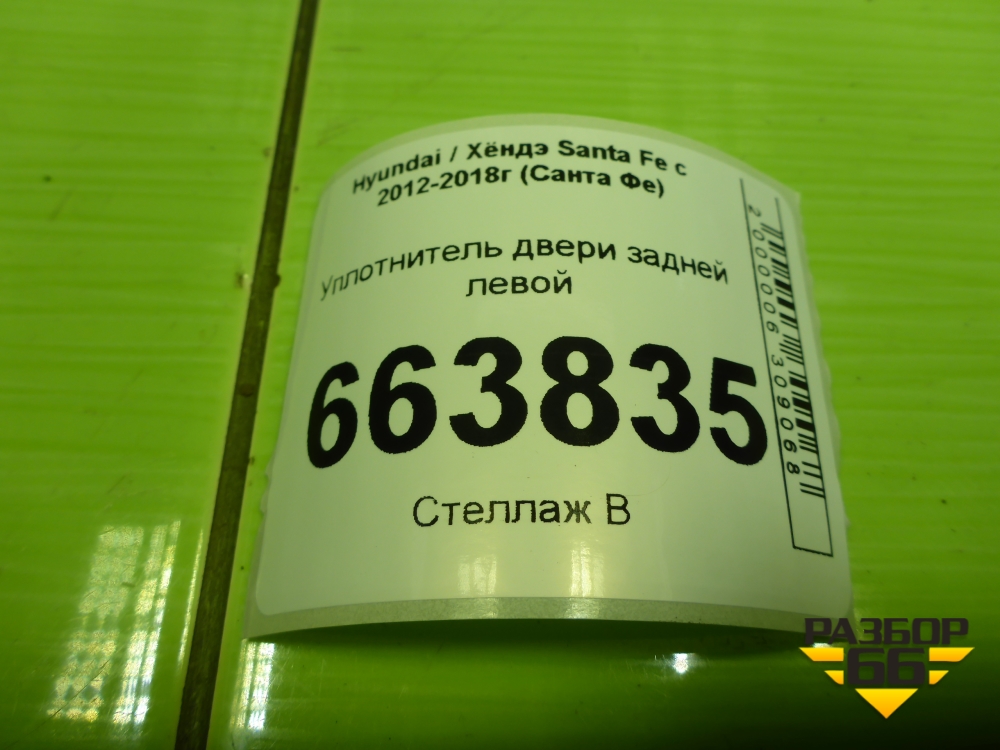 Hyundai / Хёндэ Santa Fe с
2012-2018г (Санта Фе)
Уплотнитель двери задней
левой
663835
Стеллаж В
2000006309068
РАЗБОР
66